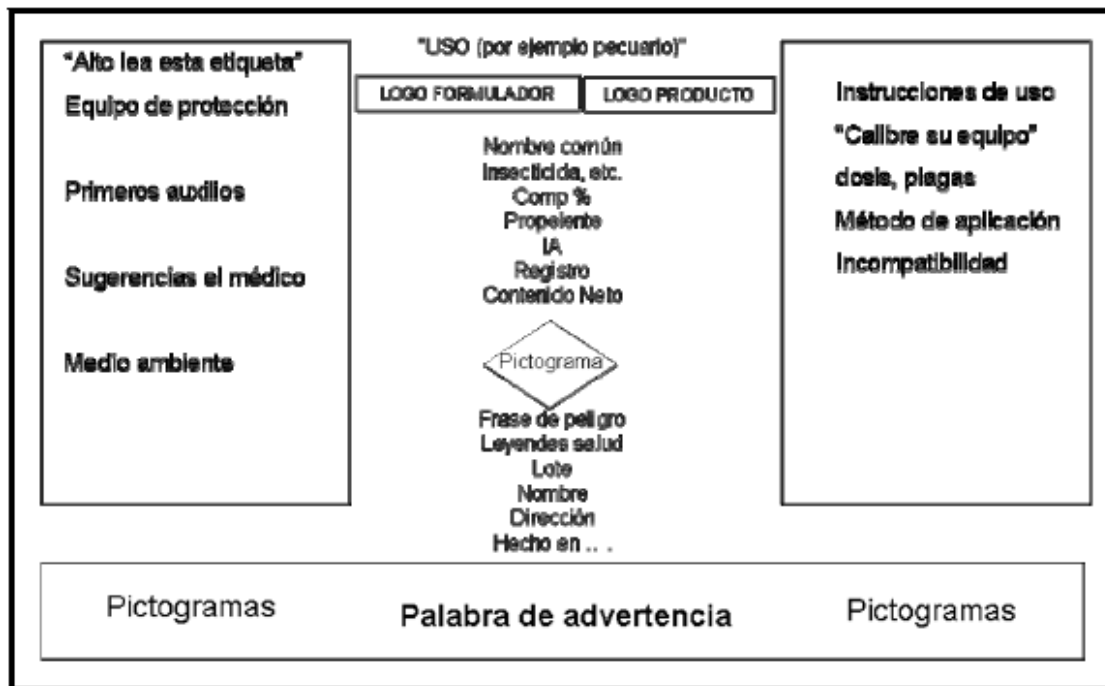 "Alto lea esta etiqueta"
Equipo de protección
Primeros auxilios
Sugerencias el médico
Medio ambiente
"USO (por ejemplo pecuario)"
LOGO FORMULADOR
LOGO PRODUCTO
Nombre común
Insecticida, etc.
Comp %
Propelente
IA
Registro
Contenido Neto
Pictograma
Frase de peligro
Leyendas salud
Lote
Nombre
Dirección
Hecho en .. .
Instrucciones de uso
"Calibre su equipo"
dosis, plagas
Método de aplicación
Incompatibilidad
Pictogramas
Palabra de advertencia
Pictogramas